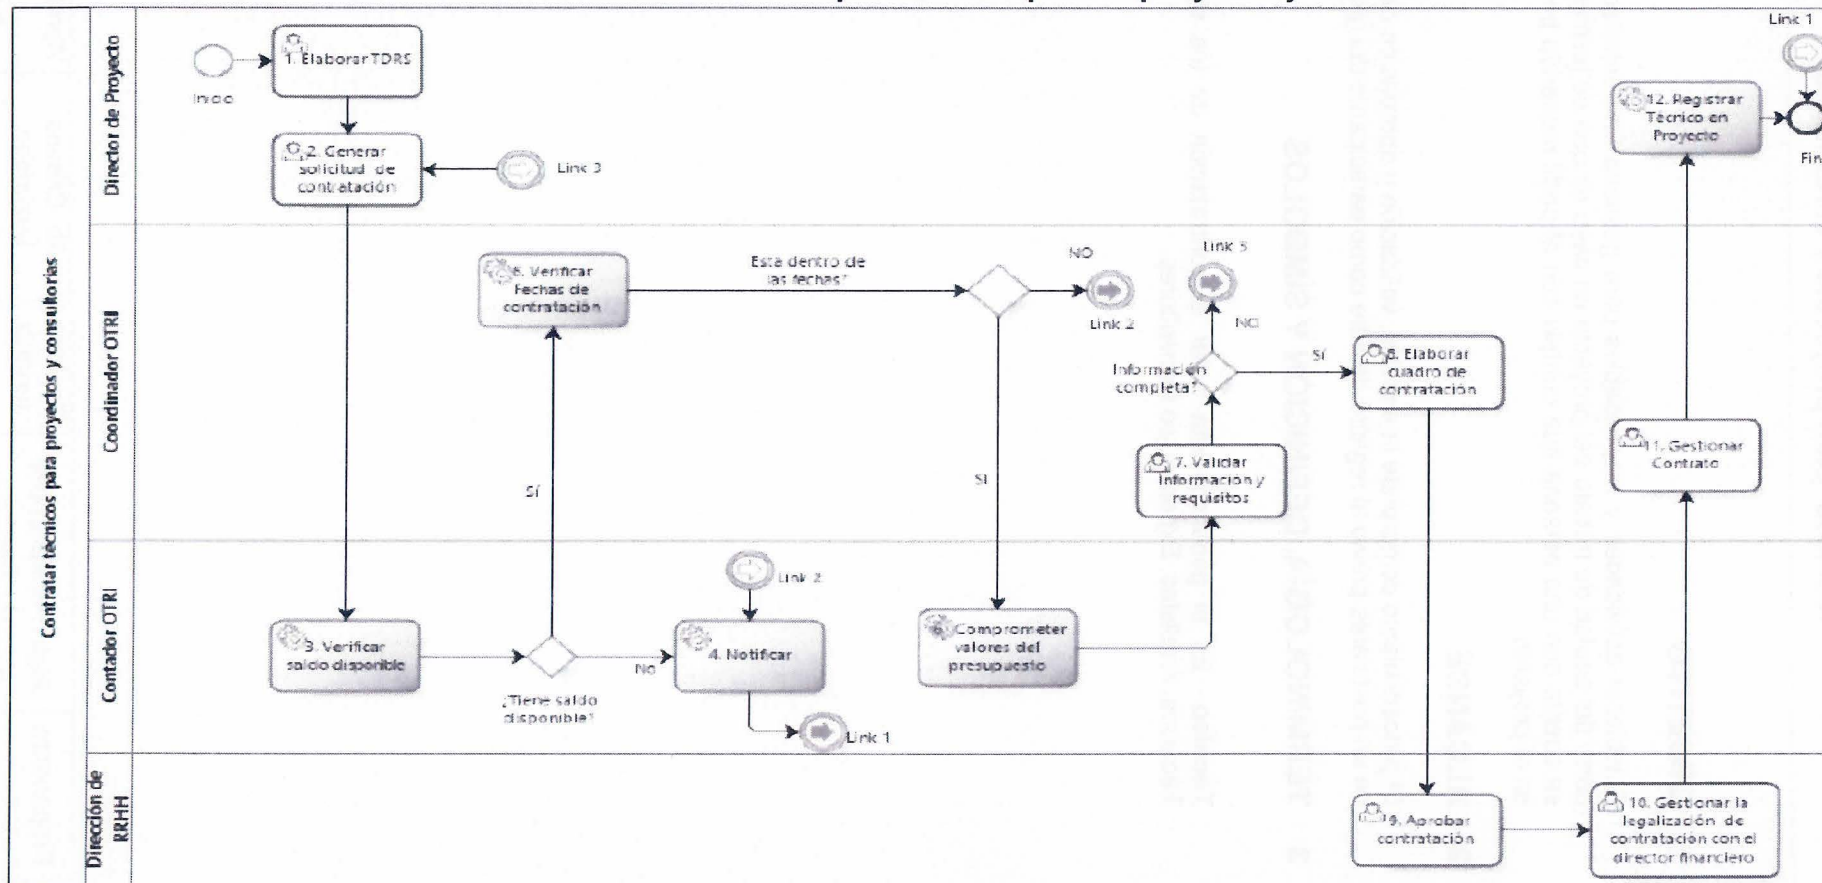 Contratar técnicos para proyectos y consultorías
Director de Proyecto
Inicio
1. Elaborar TDRS
2. Generar
solicitud de
contratación
Link 3
12. Registrar
Técnico en
Proyecto
Link 1
Fin
Coordinador OTRI
5. Verificar
Fechas de
contratación
Esta dentro de
las fechas?
NO
Link 2
Sí
Sí
Link 3
NO
Información
completa?
Sí
7. Validar
Informacion y
requisitos
8. Elaborar
cuadro de
contratación
11. Gestionar
Contrato
Contador OTRI
3. Verificar
saldo disponible
¿Tiene saldo
disponible?
No
Link 2
4. Notificar
Link 1
6. Comprometer
valores del
presupuesto
Dirección de
RRHH
9. Aprobar
contratación
10. Gestionar la
legalización de
contratación con el
director financiero